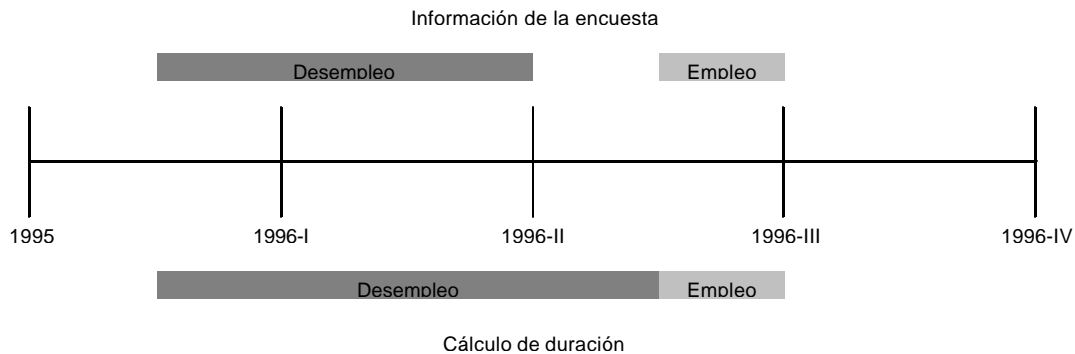 Información de la encuesta
Desempleo Empleo
1995 1996-I 1996-II 1996-III 1996-IV
Desempleo Empleo
Cálculo de duración